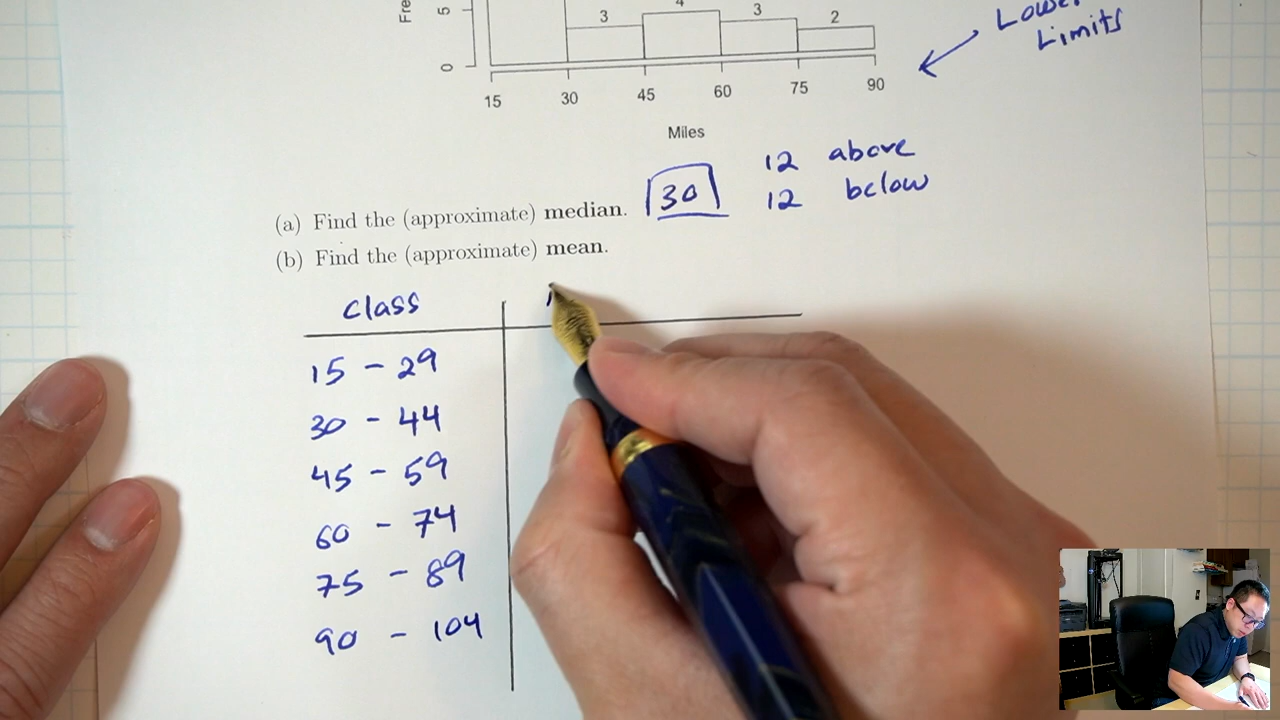 5
3 4 3 2
0
15 30 45 60 75 90
Miles
Limits
12 above
12 below
(a) Find the (approximate) median. 30
(b) Find the (approximate) mean.
class
15 - 29
30 - 44
45 - 59
60 - 74
75 - 89
90 - 104